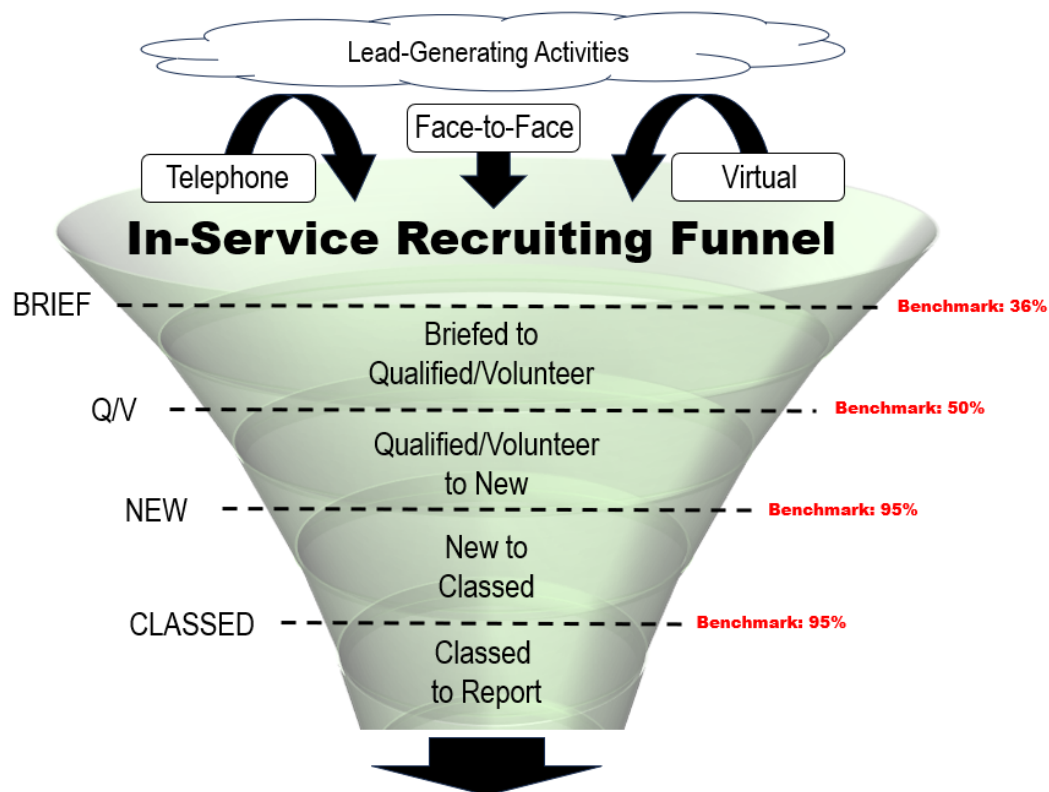 Lead-Generating Activities
Face-to-Face
Telephone
Virtual
In-Service Recruiting Funnel
BRIEF
Benchmark: 36%
Briefed to
Qualified/Volunteer
Q/V
Benchmark: 50%
Qualified/Volunteer
to New
NEW
Benchmark: 95%
New to
Classed
CLASSED
Benchmark: 95%
Classed
to Report